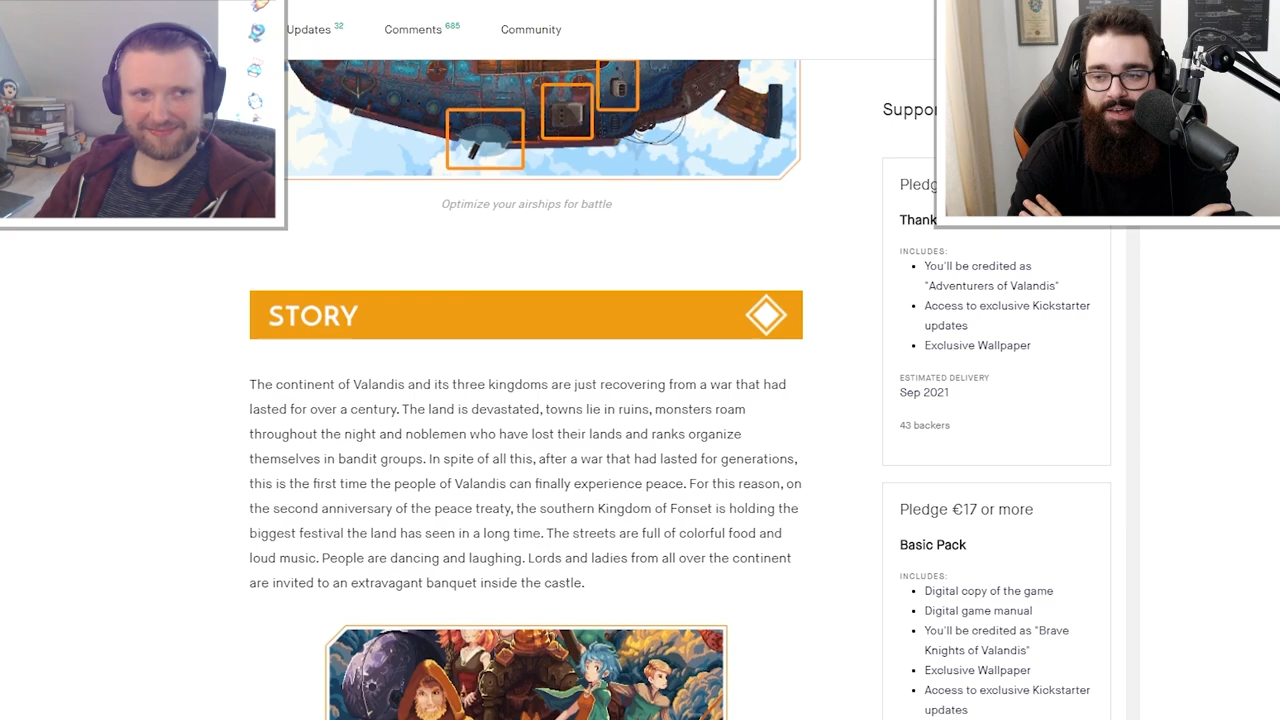 Updates 32
Comments 685
Community
Optimize your airships for battle
STORY
The continent of Valandis and its three kingdoms are just recovering from a war that had
lasted for over a century. The land is devastated, towns lie in ruins, monsters roam
throughout the night and noblemen who have lost their lands and ranks organize
themselves in bandit groups. In spite of all this, after a war that had lasted for generations,
this is the first time the people of Valandis can finally experience peace. For this reason, on
the second anniversary of the peace treaty, the southern Kingdom of Fonset is holding the
biggest festival the land has seen in a long time. The streets are full of colorful food and
loud music. People are dancing and laughing. Lords and ladies from all over the continent
are invited to an extravagant banquet inside the castle.
Suppo
Pledg
Thank
INCLUDES:
You'll be credited as
"Adventurers of Valandis"
Access to exclusive Kickstarter
updates
Exclusive Wallpaper
ESTIMATED DELIVERY
Sep 2021
43 backers
Pledge €17 or more
Basic Pack
INCLUDES:
Digital copy of the game
Digital game manual
You'll be credited as "Brave
Knights of Valandis"
Exclusive Wallpaper
Access to exclusive Kickstarter
updates